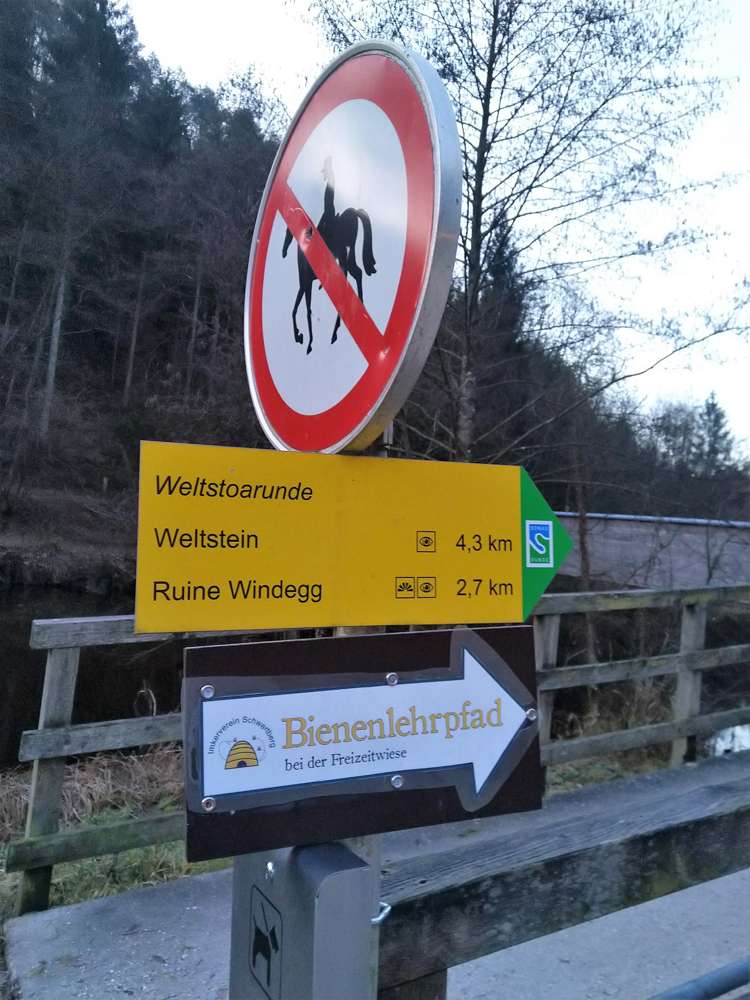 Weltstoarunde
Weltstein 4,3 km
Ruine Windegg 2,7 km
Imkerverein Schwertberg
Bienenlehrpfad
bei der Freizeitwiese